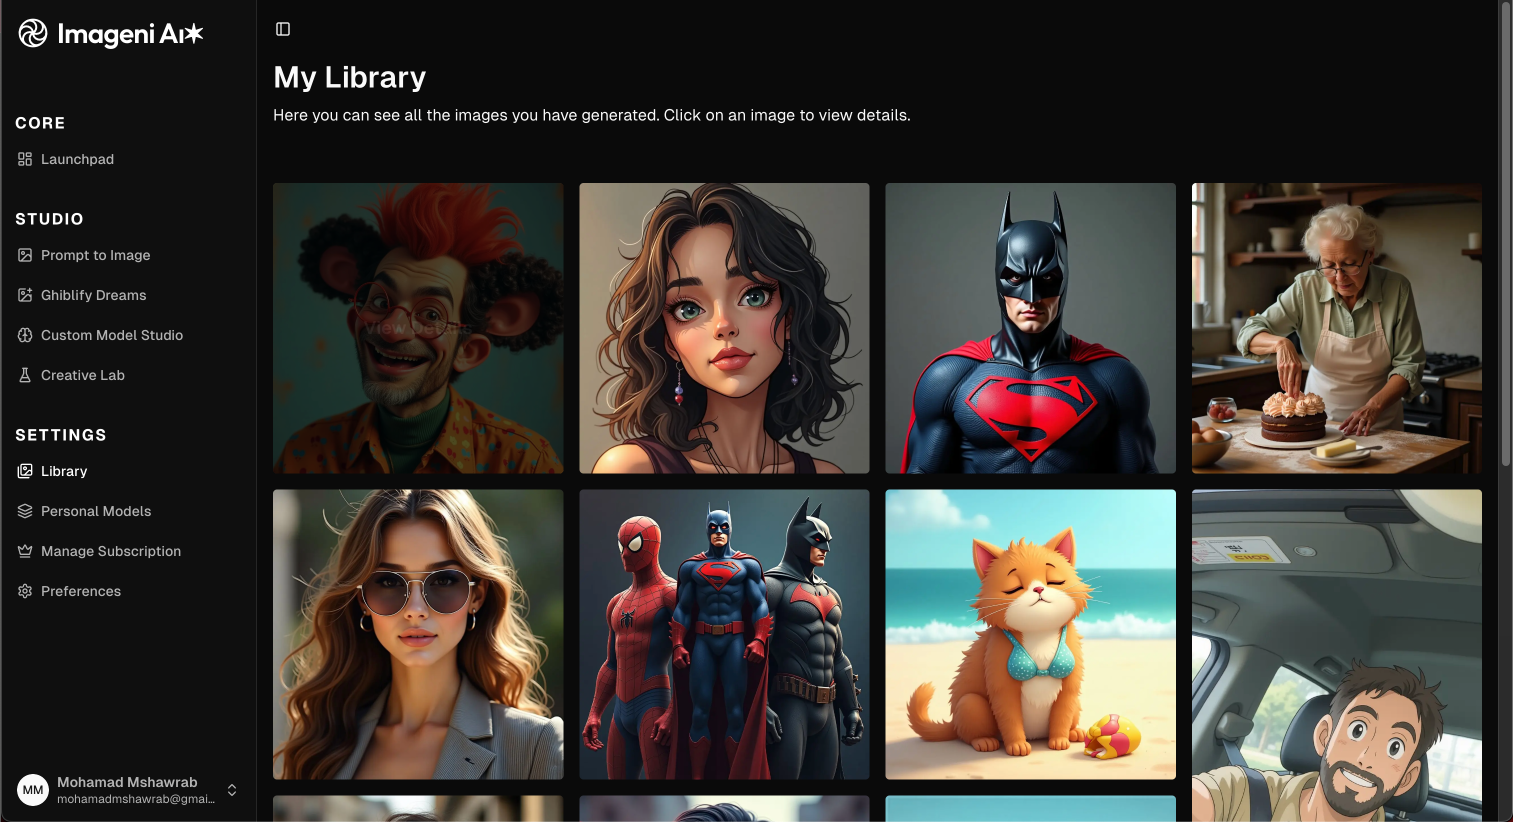 Imageni Aı
CORE
Launchpad
STUDIO
Prompt to Image
Ghiblify Dreams
Custom Model Studio
Creative Lab
SETTINGS
Library
Personal Models
Manage Subscription
Preferences
MM
Mohamad Mshawrab
mohamadmshawrab@gmai...
My Library
Here you can see all the images you have generated. Click on an image to view details.
View Details